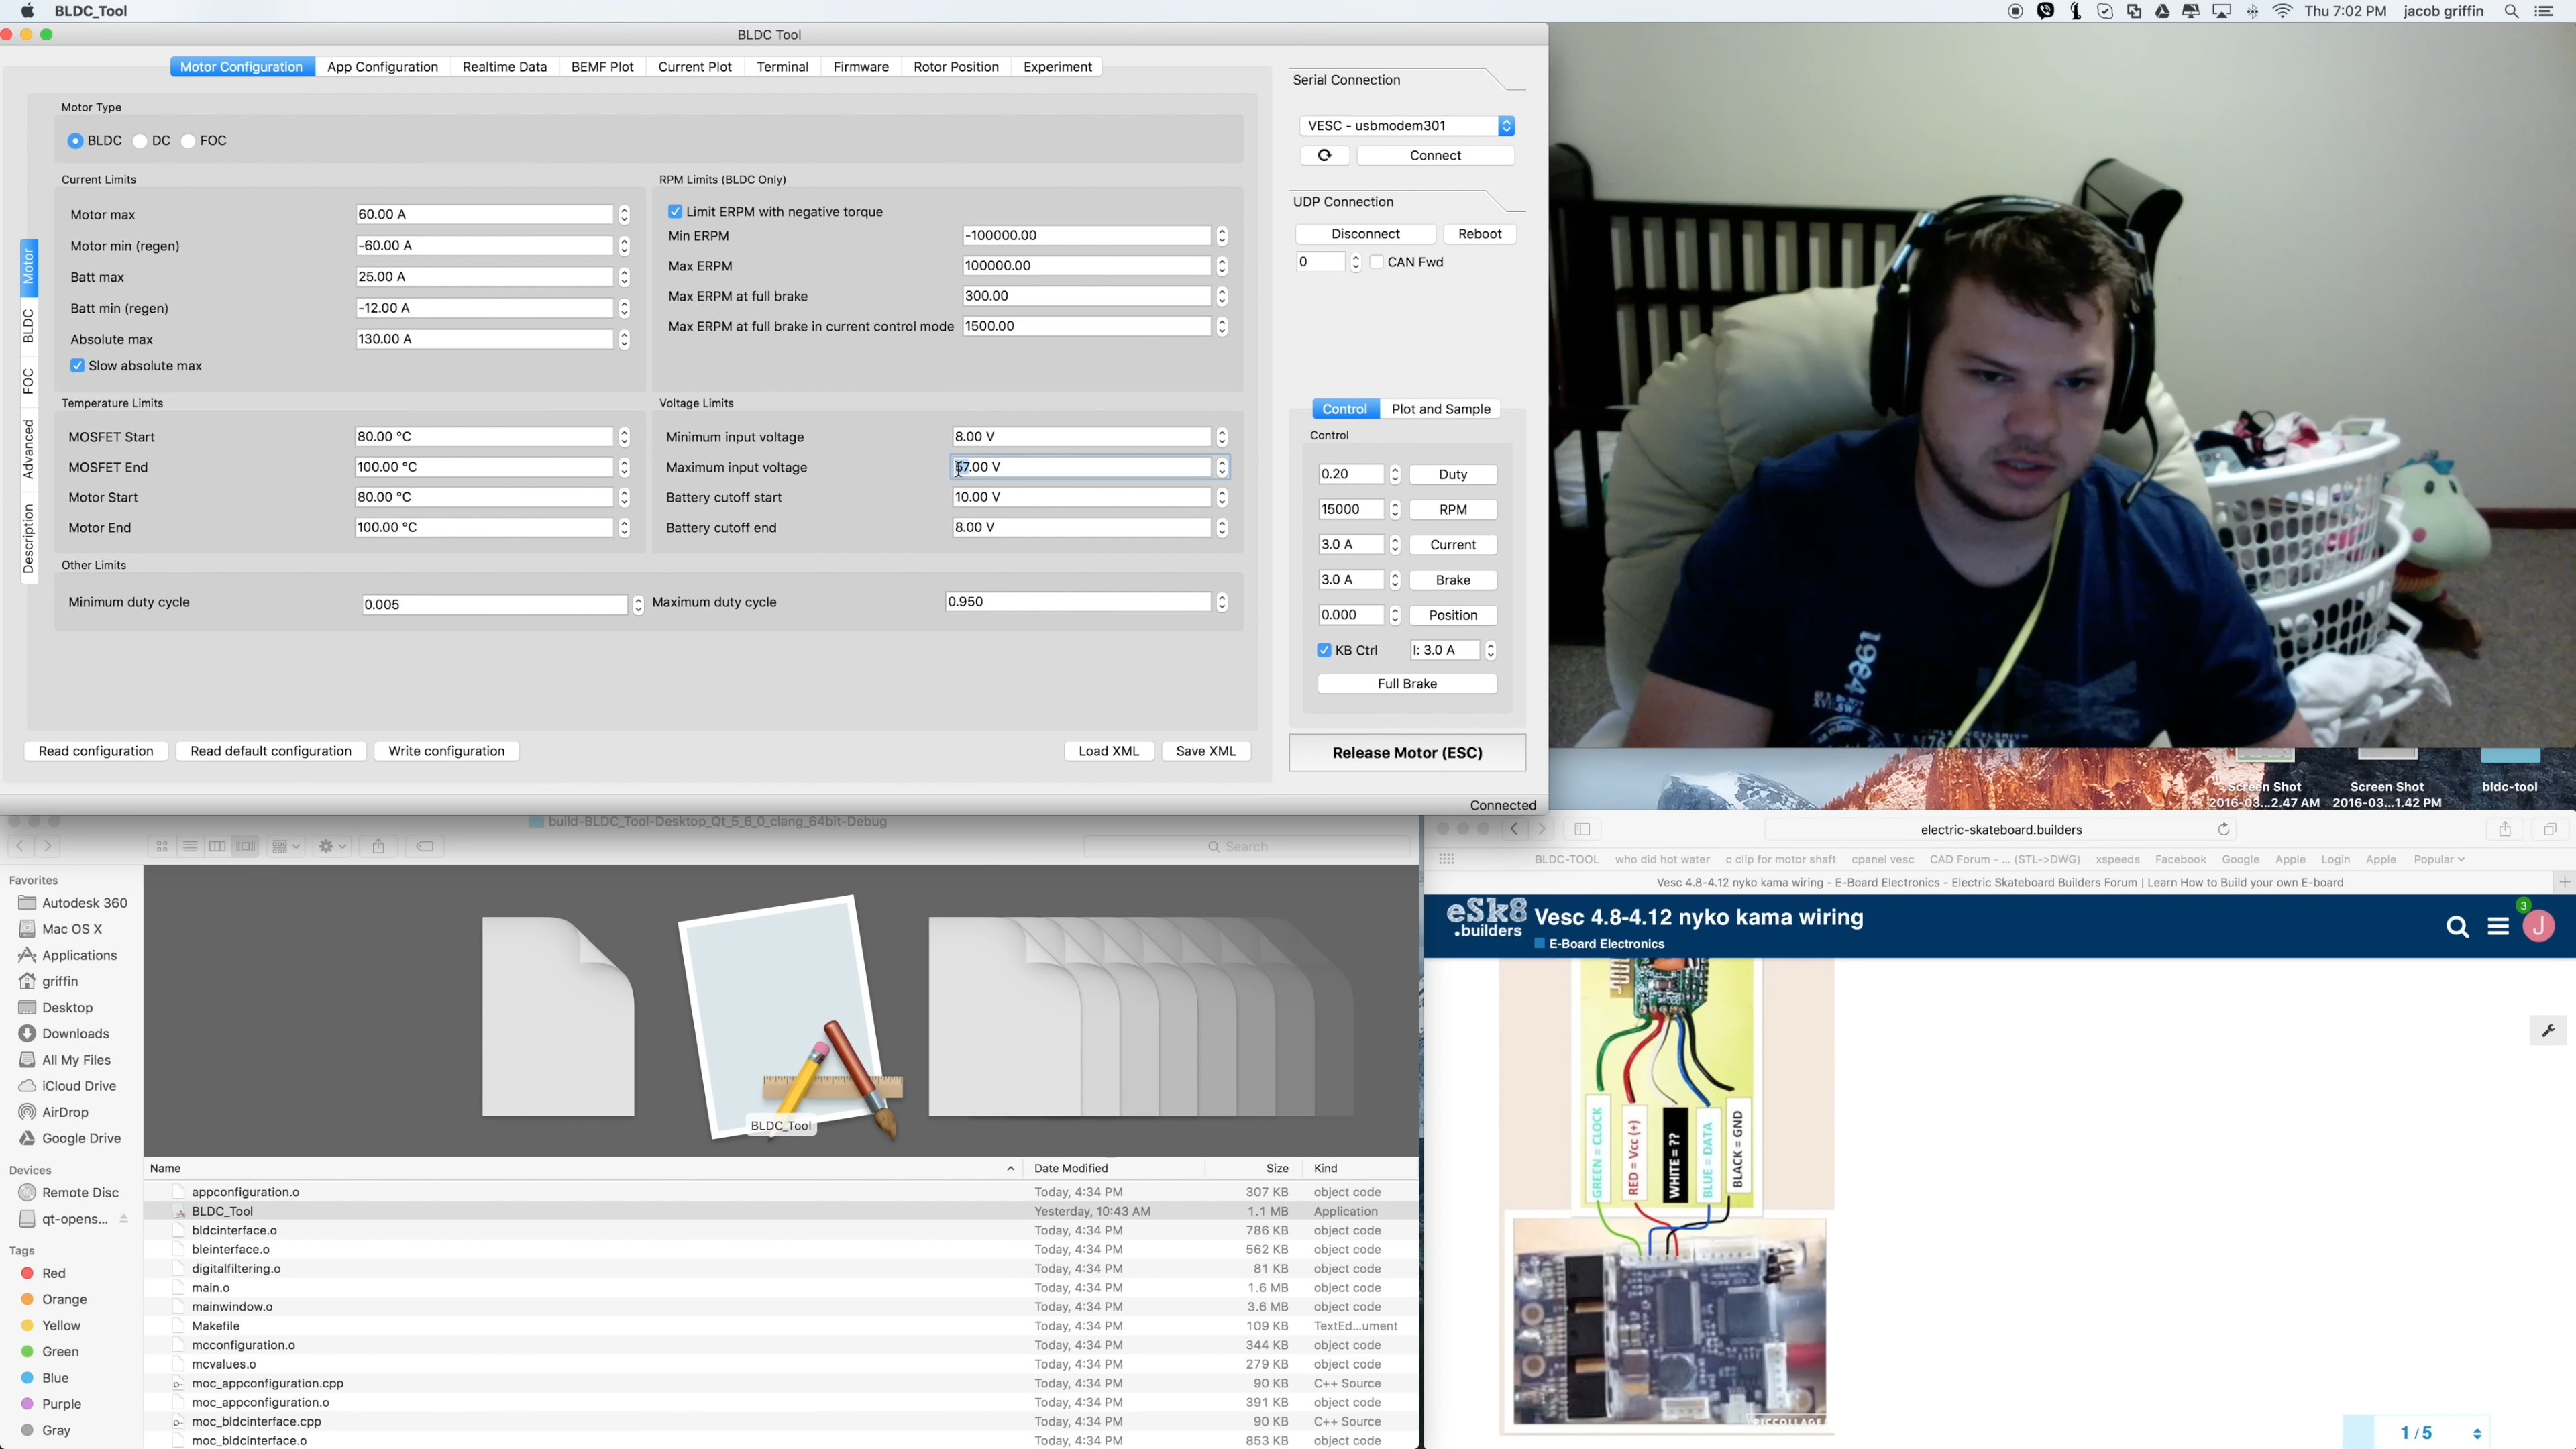 BLDC_Tool
Thu 7:02 PM jacob griffin
BLDC Tool
Motor Configuration App Configuration Realtime Data BEMF Plot Current Plot Terminal Firmware Rotor Position Experiment
Motor Type
BLDC DC FOC
Current Limits
Motor max 60.00 A
Motor min (regen) -60.00 A
Batt max 25.00 A
Batt min (regen) -12.00 A
Absolute max 130.00 A
Slow absolute max
RPM Limits (BLDC Only)
Limit ERPM with negative torque
Min ERPM -100000.00
Max ERPM 100000.00
Max ERPM at full brake 300.00
Max ERPM at full brake in current control mode 1500.00
Temperature Limits
MOSFET Start 80.00 °C
MOSFET End 100.00 °C
Motor Start 80.00 °C
Motor End 100.00 °C
Voltage Limits
Minimum input voltage 8.00 V
Maximum input voltage 57.00 V
Battery cutoff start 10.00 V
Battery cutoff end 8.00 V
Other Limits
Minimum duty cycle 0.005 Maximum duty cycle 0.950
Motor
BLDC
FOC
Advanced
Description
Read configuration Read default configuration Write configuration Load XML Save XML
Serial Connection
VESC - usbmodem301
Connect
UDP Connection
Disconnect Reboot
0 CAN Fwd
Control Plot and Sample
Control
0.20 Duty
15000 RPM
3.0 A Current
3.0 A Brake
0.000 Position
KB Ctrl I: 3.0 A
Full Brake
Release Motor (ESC)
Connected
1984
Screen Shot
2016-03...2.47 AM
Screen Shot
2016-03...1.42 PM
bldc-tool
build-BLDC_Tool-Desktop_Qt_5_6_0_clang_64bit-Debug
Search
Favorites
Autodesk 360
Mac OS X
Applications
griffin
Desktop
Downloads
All My Files
iCloud Drive
AirDrop
Google Drive
Devices
Remote Disc
qt-opens...
Tags
Red
Orange
Yellow
Green
Blue
Purple
Gray
BLDC_Tool
Name Date Modified Size Kind
appconfiguration.o Today, 4:34 PM 307 KB object code
BLDC_Tool Yesterday, 10:43 AM 1.1 MB Application
bldcinterface.o Today, 4:34 PM 786 KB object code
bleinterface.o Today, 4:34 PM 562 KB object code
digitalfiltering.o Today, 4:34 PM 81 KB object code
main.o Today, 4:34 PM 1.6 MB object code
mainwindow.o Today, 4:34 PM 3.6 MB object code
Makefile Today, 4:34 PM 109 KB TextEd...ument
mcconfiguration.o Today, 4:34 PM 344 KB object code
mcvalues.o Today, 4:34 PM 279 KB object code
moc_appconfiguration.cpp Today, 4:34 PM 90 KB C++ Source
moc_appconfiguration.o Today, 4:34 PM 391 KB object code
moc_bldcinterface.cpp Today, 4:34 PM 90 KB C++ Source
moc_bldcinterface.o Today, 4:34 PM 853 KB object code
electric-skateboard.builders
BLDC-TOOL who did hot water c clip for motor shaft cpanel vesc CAD Forum - ... (STL->DWG) xspeeds Facebook Google Apple Login Apple Popular
Vesc 4.8-4.12 nyko kama wiring - E-Board Electronics - Electric Skateboard Builders Forum | Learn How to Build your own E-board
eSk8
.builders
Vesc 4.8-4.12 nyko kama wiring
E-Board Electronics
3
J
GREEN = CLOCK
RED = Vcc (+)
WHITE = ??
BLUE = DATA
BLACK = GND
PICCOLLAGE
1 / 5